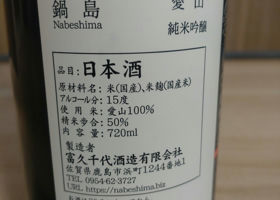 鍋島
Nabeshima
愛山
純米吟醸
品目:日本酒
原材料名:米(国産)、米麹(国産米)
アルコール分:15度
使用米:愛山100%
精米歩合:50%
内容量:720ml
製造者
富久千代酒造有限会社
佐賀県鹿島市浜町1244番地1
TEL 0954-62-3727
URL https://nabeshima.biz